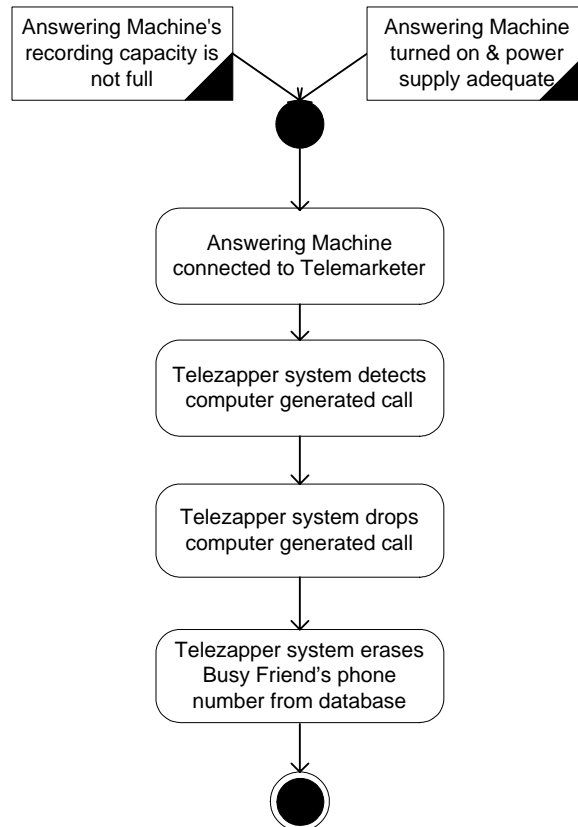 Answering Machine's
recording capacity is
not full
Answering Machine
turned on & power
supply adequate
Answering Machine
connected to Telemarketer
Telezapper system detects
computer generated call
Telezapper system drops
computer generated call
Telezapper system erases
Busy Friend’s phone
number from database